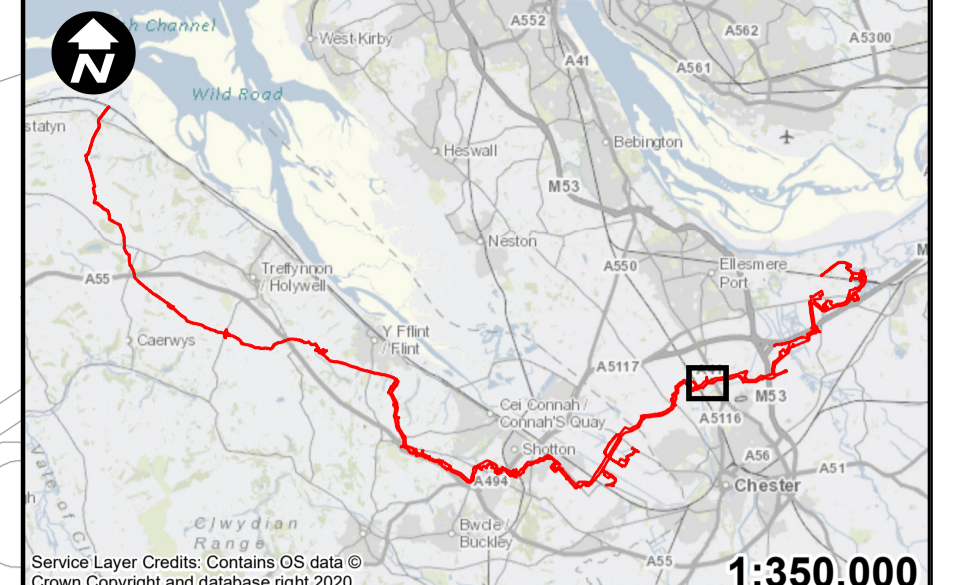 h Channel
A552
A562
A5300
West Kirby
A41
A561
Wild Road
N
statyn
Bebington
Heswall
M53
Neston
Ellesmere
Port
A550
Treffynnon
/ Holywell
A55
Y Fflint
/ Flint
Caerwys
A5117
M53
Cei Connah /
Connah'S Quay
A5116
Shotton
A56
A51
A494
Chester
Clwydian
Range
Bwcle /
Buckley
A55
Service Layer Credits: Contains OS data ©
Crown Copyright and database right 2020
1:350,000